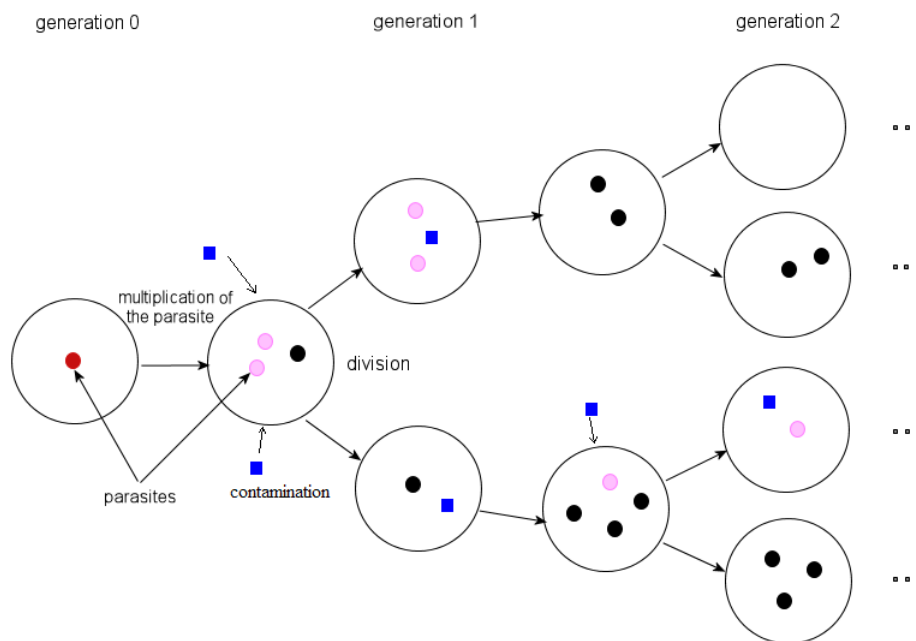 generation 0
generation 1
generation 2
multiplication of
the parasite
division
parasites
contamination